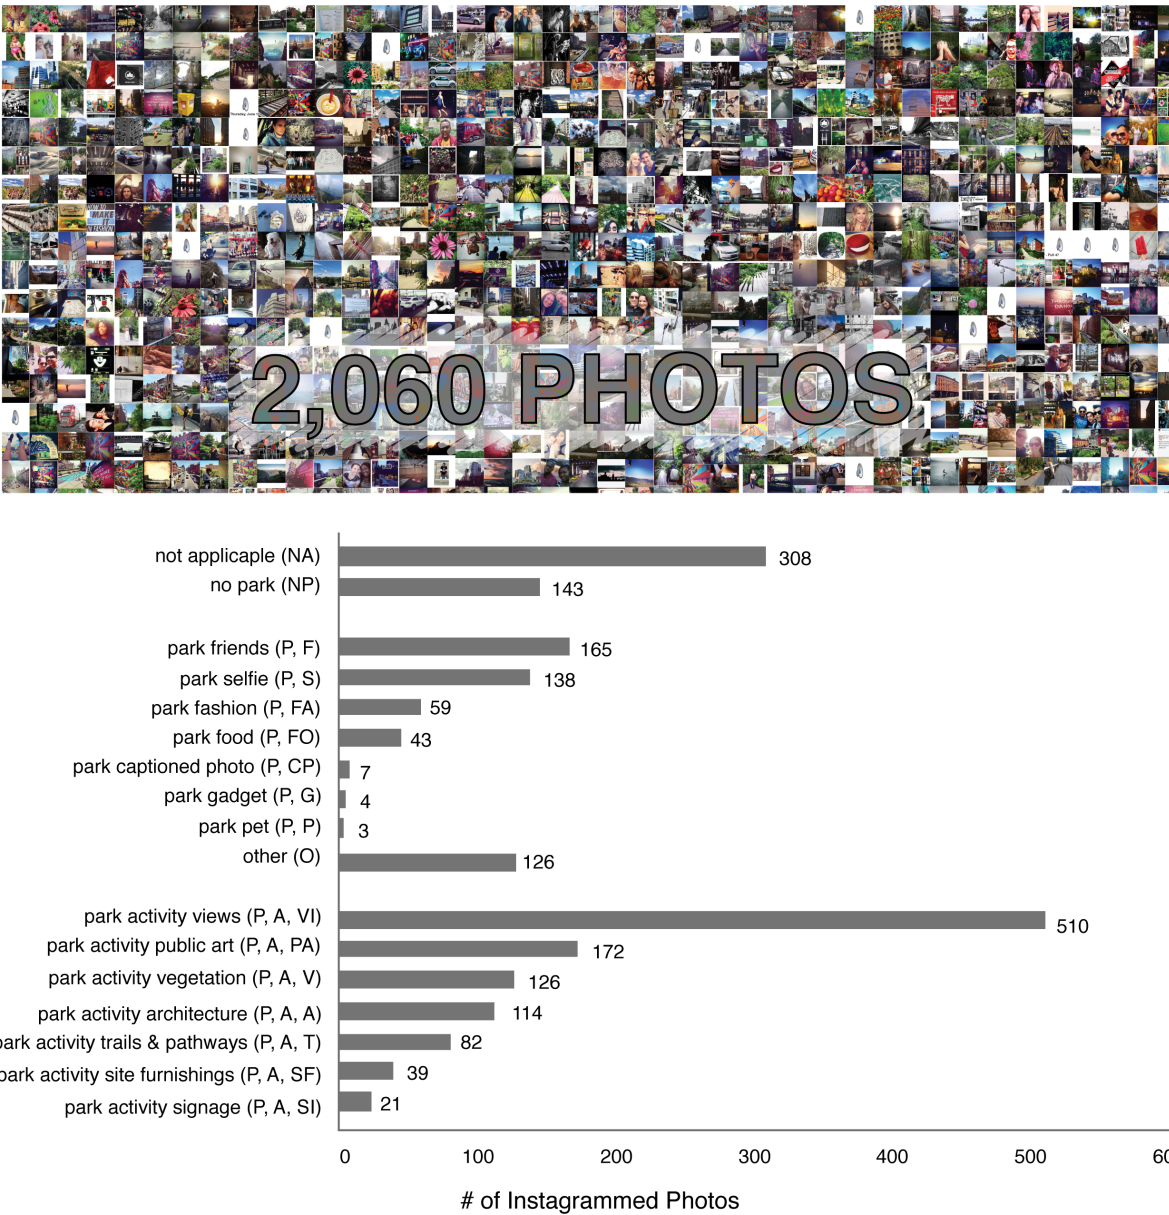 2,060 PHOTOS
not applicaple (NA) 308
no park (NP) 143
park friends (P, F) 165
park selfie (P, S) 138
park fashion (P, FA) 59
park food (P, FO) 43
park captioned photo (P, CP) 7
park gadget (P, G) 4
park pet (P, P) 3
other (O) 126
park activity views (P, A, VI) 510
park activity public art (P, A, PA) 172
park activity vegetation (P, A, V) 126
park activity architecture (P, A, A) 114
park activity trails & pathways (P, A, T) 82
park activity site furnishings (P, A, SF) 39
park activity signage (P, A, SI) 21
0 100 200 300 400 500
# of Instagrammed Photos